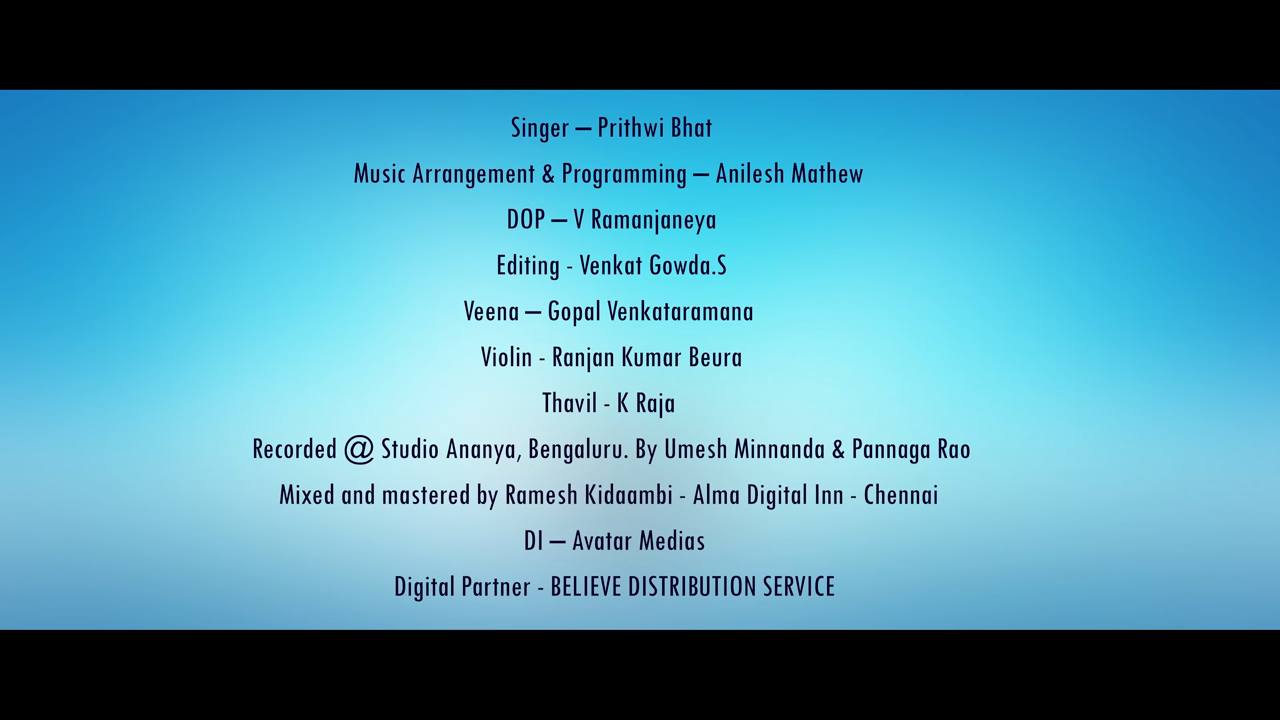 Singer – Prithwi Bhat
Music Arrangement & Programming – Anilesh Mathew
DOP – V Ramanjaneya
Editing - Venkat Gowda.S
Veena – Gopal Venkataramana
Violin - Ranjan Kumar Beura
Thavil - K Raja
Recorded @ Studio Ananya, Bengaluru. By Umesh Minnanda & Pannaga Rao
Mixed and mastered by Ramesh Kidaambi - Alma Digital Inn - Chennai
DI – Avatar Medias
Digital Partner - BELIEVE DISTRIBUTION SERVICE